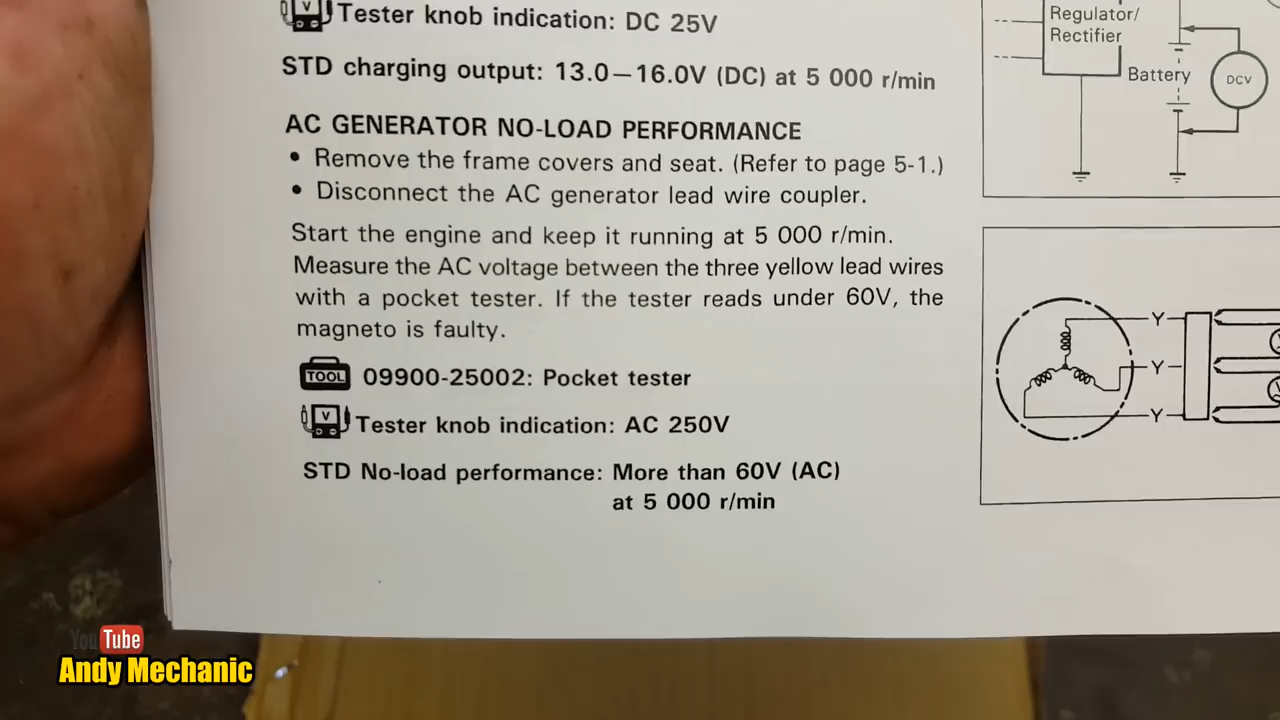 V Tester knob indication: DC 25V
STD charging output: 13.0—16.0V (DC) at 5 000 r/min
AC GENERATOR NO-LOAD PERFORMANCE
• Remove the frame covers and seat. (Refer to page 5-1.)
• Disconnect the AC generator lead wire coupler.
Start the engine and keep it running at 5 000 r/min.
Measure the AC voltage between the three yellow lead wires
with a pocket tester. If the tester reads under 60V, the
magneto is faulty.
TOOL 09900-25002: Pocket tester
V Tester knob indication: AC 250V
STD No-load performance: More than 60V (AC)
at 5 000 r/min
Regulator/
Rectifier
Battery
DCV
Y
Y
Y
YouTube
Andy Mechanic